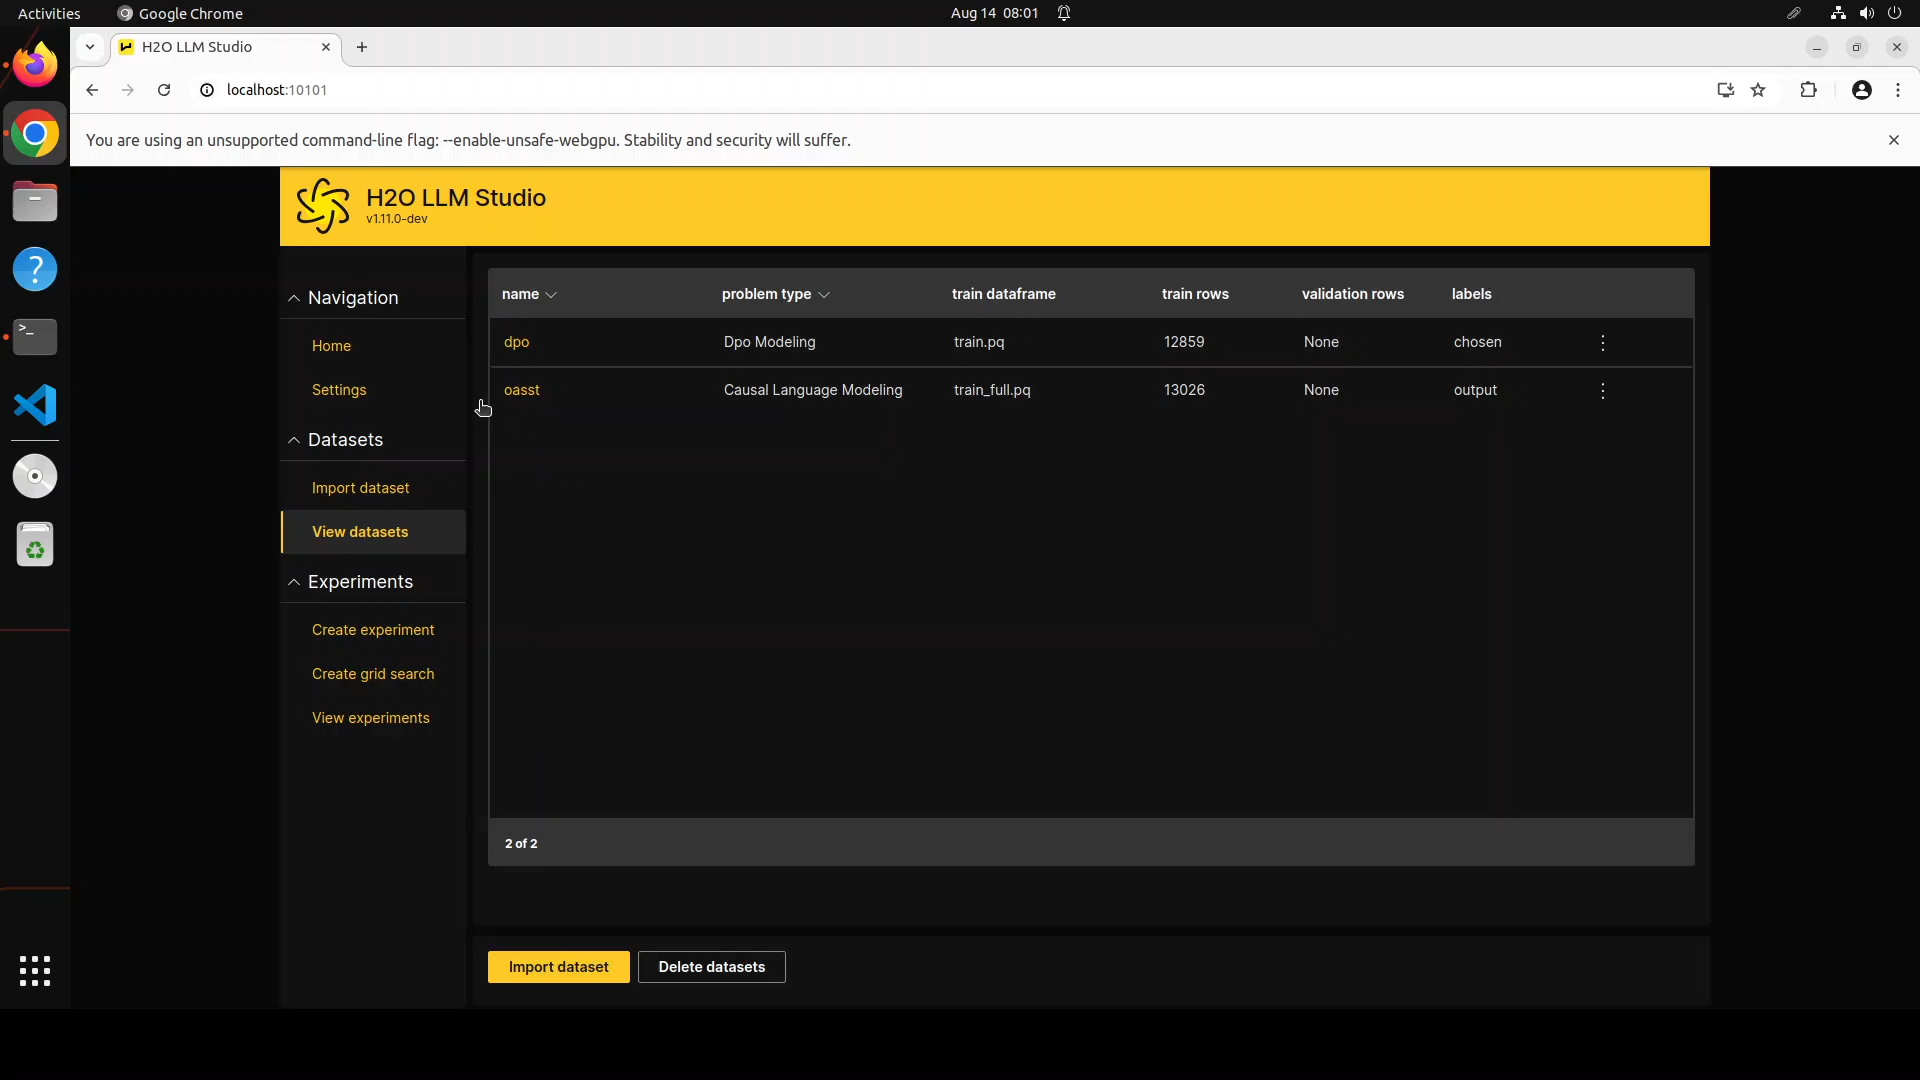 Activities
Google Chrome
Aug 14 08:01
H2O LLM Studio
localhost:10101
You are using an unsupported command-line flag: --enable-unsafe-webgpu. Stability and security will suffer.
H2O LLM Studio
v1.11.0-dev
Navigation
Home
Settings
Datasets
Import dataset
View datasets
Experiments
Create experiment
Create grid search
View experiments
name problem type train dataframe train rows validation rows labels
dpo Dpo Modeling train.pq 12859 None chosen
oasst Causal Language Modeling train_full.pq 13026 None output
2 of 2
Import dataset
Delete datasets